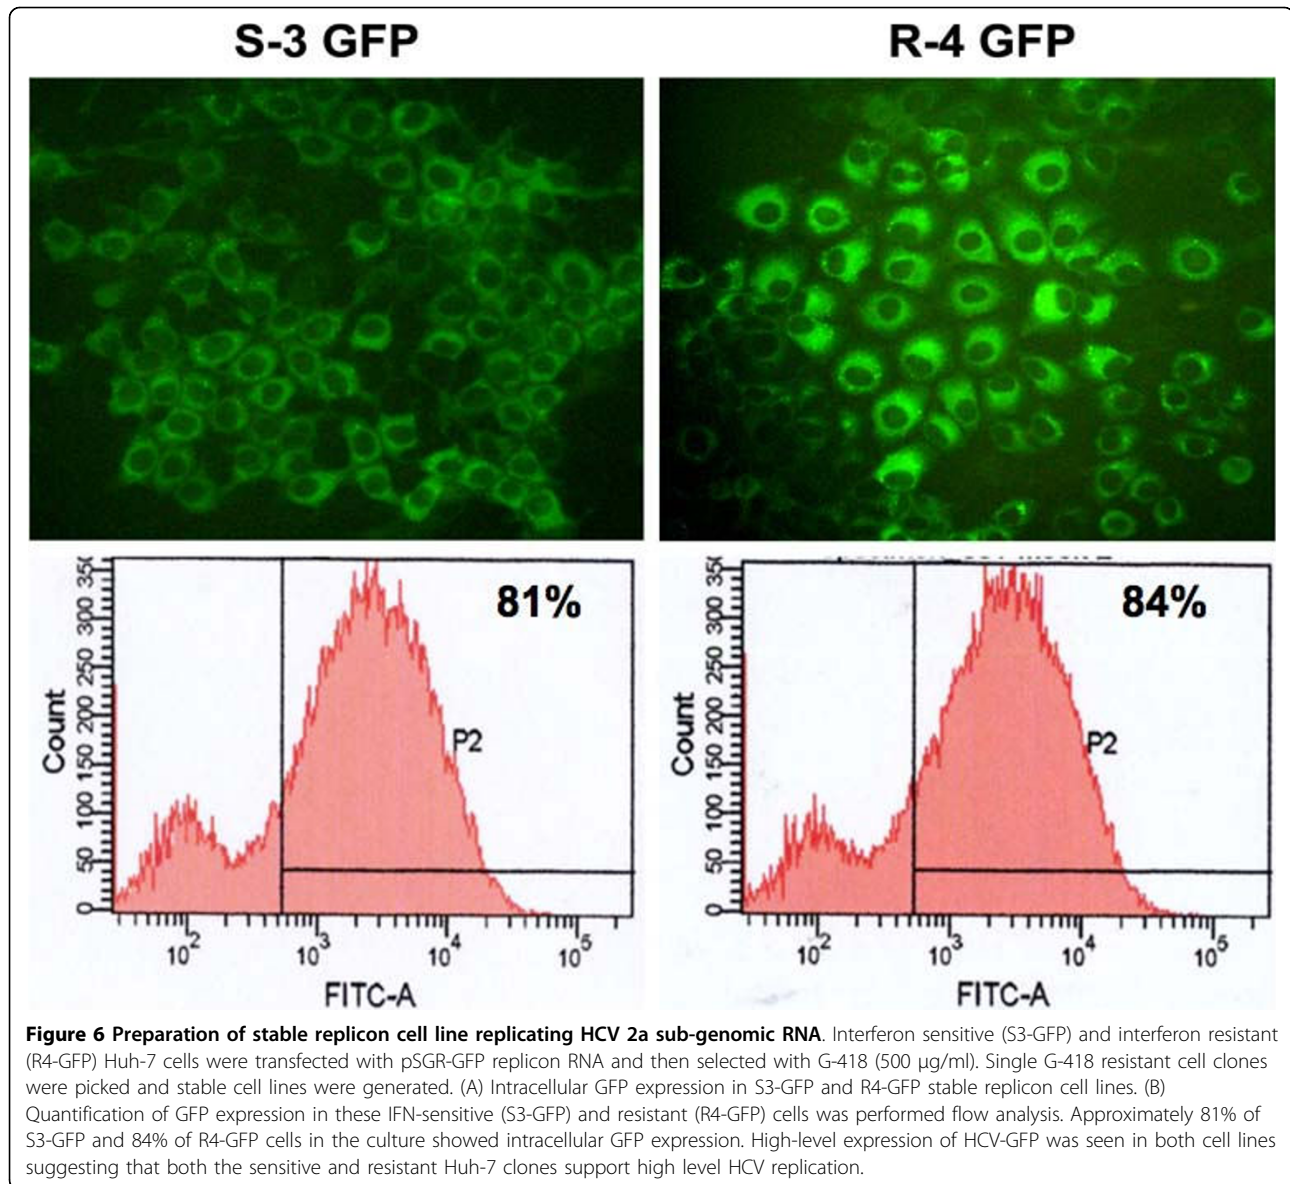 S-3 GFP
R-4 GFP
81%
P2
Count
0 50 100 150 200 250 300
10² 10³ 10⁴ 10⁵
FITC-A
84%
P2
Count
0 50 100 150 200 250 300
10² 10³ 10⁴ 10⁵
FITC-A
Figure 6 Preparation of stable replicon cell line replicating HCV 2a sub-genomic RNA. Interferon sensitive (S3-GFP) and interferon resistant
(R4-GFP) Huh-7 cells were transfected with pSGR-GFP replicon RNA and then selected with G-418 (500 μg/ml). Single G-418 resistant cell clones
were picked and stable cell lines were generated. (A) Intracellular GFP expression in S3-GFP and R4-GFP stable replicon cell lines. (B)
Quantification of GFP expression in these IFN-sensitive (S3-GFP) and resistant (R4-GFP) cells was performed flow analysis. Approximately 81% of
S3-GFP and 84% of R4-GFP cells in the culture showed intracellular GFP expression. High-level expression of HCV-GFP was seen in both cell lines
suggesting that both the sensitive and resistant Huh-7 clones support high level HCV replication.